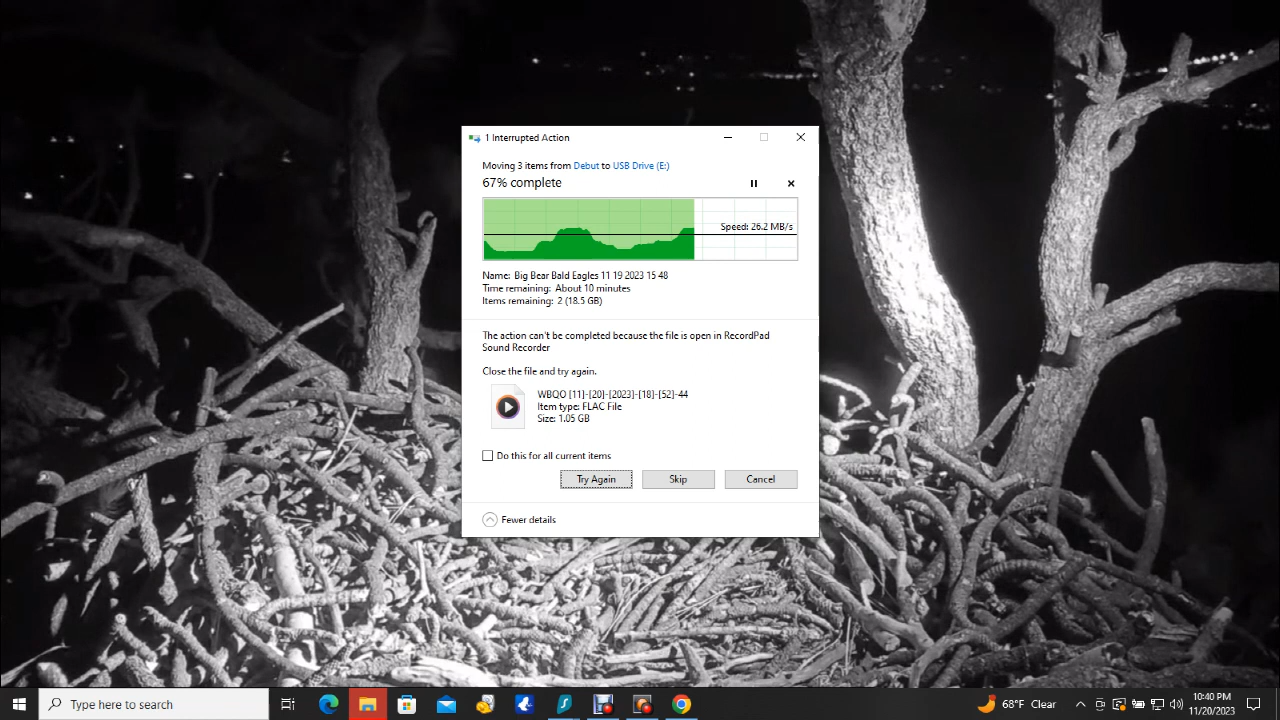 1 Interrupted Action
Moving 3 items from Debut to USB Drive (E:)
67% complete
Speed: 26.2 MB/s
Name: Big Bear Bald Eagles 11 19 2023 15 48
Time remaining: About 10 minutes
Items remaining: 2 (18.5 GB)
The action can't be completed because the file is open in RecordPad
Sound Recorder
Close the file and try again.
WBQO [11]-[20]-[2023]-[18]-[52]-44
Item type: FLAC File
Size: 1.05 GB
Do this for all current items
Try Again Skip Cancel
Fewer details
Type here to search
68°F Clear
10:40 PM
11/20/2023